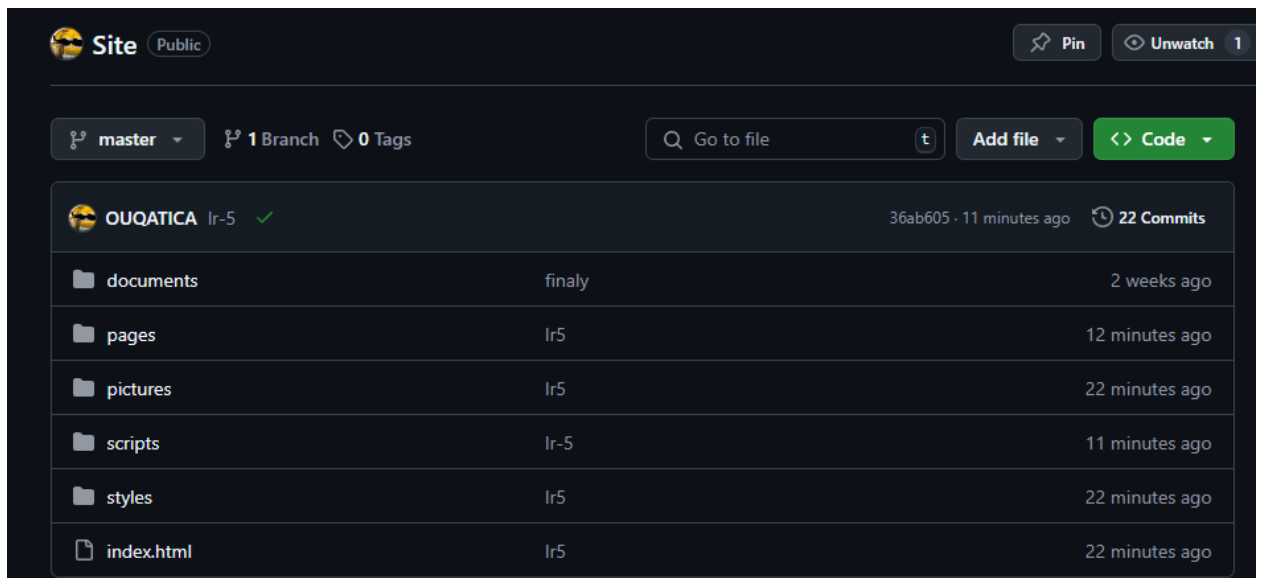 Site Public Pin Unwatch 1
master 1 Branch 0 Tags Go to file t Add file Code
OUQATICA lr-5 36ab605 · 11 minutes ago 22 Commits
documents finaly 2 weeks ago
pages lr5 12 minutes ago
pictures lr5 22 minutes ago
scripts lr-5 11 minutes ago
styles lr5 22 minutes ago
index.html lr5 22 minutes ago